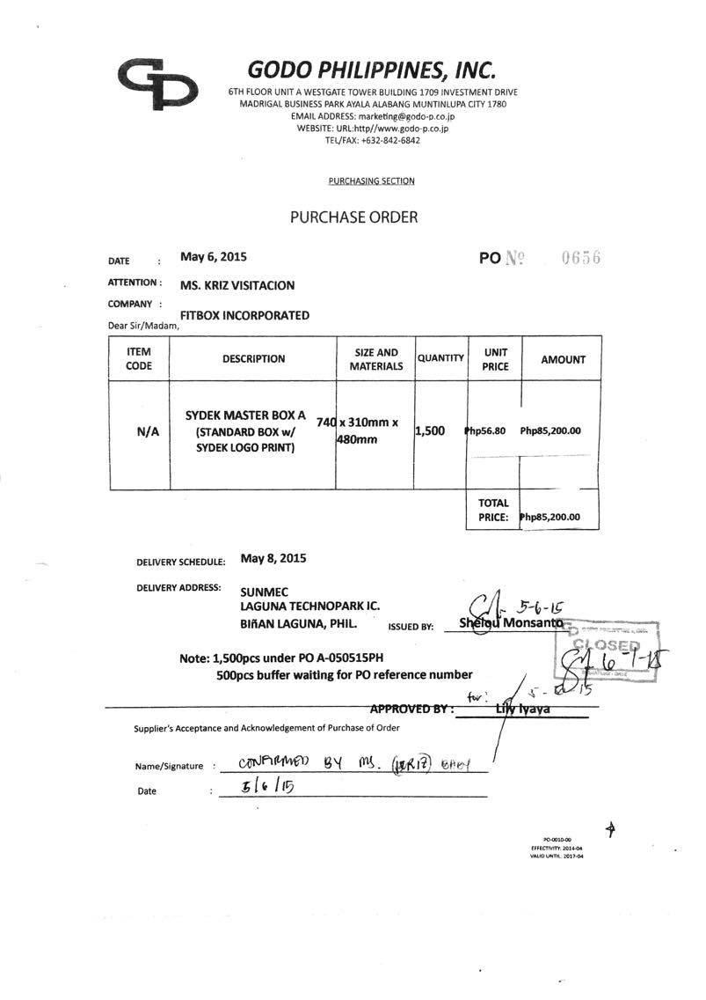 GP
GODO PHILIPPINES, INC.
6TH FLOOR UNIT A WESTGATE TOWER BUILDING 1709 INVESTMENT DRIVE
MADRIGAL BUSINESS PARK AYALA ALABANG MUNTINLUPA CITY 1780
EMAIL ADDRESS: marketing@godo-p.co.jp
WEBSITE: URL:http//www.godo-p.co.jp
TEL/FAX: +632-842-6842
PURCHASING SECTION
PURCHASE ORDER
DATE : May 6, 2015 PO Nº 0656
ATTENTION : MS. KRIZ VISITACION
COMPANY :
FITBOX INCORPORATED
Dear Sir/Madam,
ITEM CODE DESCRIPTION SIZE AND MATERIALS QUANTITY UNIT PRICE AMOUNT
N/A SYDEK MASTER BOX A (STANDARD BOX w/ SYDEK LOGO PRINT) 740 x 310mm x 480mm 1,500 Php56.80 Php85,200.00
TOTAL PRICE: Php85,200.00
DELIVERY SCHEDULE: May 8, 2015
DELIVERY ADDRESS: SUNMEC
LAGUNA TECHNOPARK IC.
BIñAN LAGUNA, PHIL.
5-6-15
ISSUED BY: Monsanto
CLOSED
6-1-15
Note: 1,500pcs under PO A-050515PH
500pcs buffer waiting for PO reference number
for:
APPROVED BY : Lily Iyaya
Supplier's Acceptance and Acknowledgement of Purchase of Order
Name/Signature : CONFIRMED BY MS. (KRIZ)
Date : 5/6/15
PO-0010-00
EFFECTIVITY: 2014-04
VALID UNTIL: 2017-04